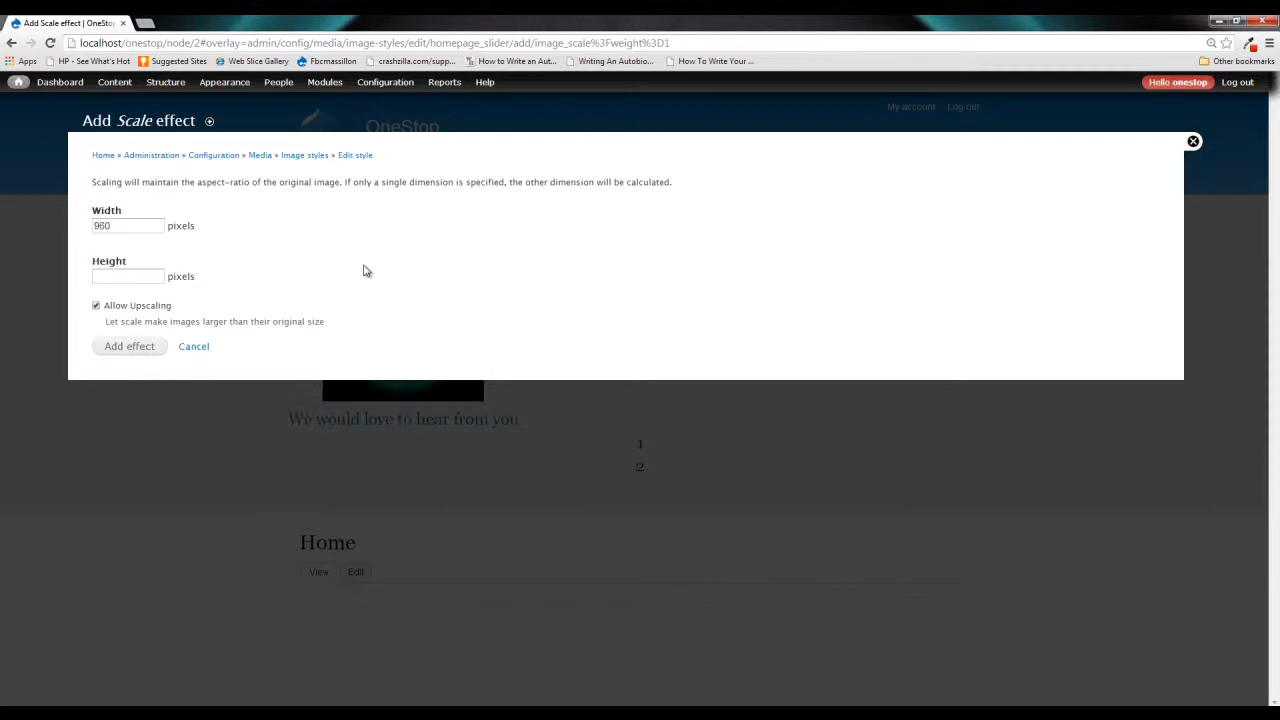 Add Scale effect | OneStop
localhost/onestop/node/2#overlay=admin/config/media/image-styles/edit/homepage_slider/add/image_scale%3Fweight%3D1
Apps HP - See What's Hot Suggested Sites Web Slice Gallery Fbcmassillon crashzilla.com/supp... How to Write an Aut... Writing An Autobio... How To Write Your ... Other bookmarks
Dashboard Content Structure Appearance People Modules Configuration Reports Help Hello onestop Log out
My account Log out
Add Scale effect
OneStop
Home » Administration » Configuration » Media » Image styles » Edit style
Scaling will maintain the aspect-ratio of the original image. If only a single dimension is specified, the other dimension will be calculated.
Width
960 pixels
Height
pixels
Allow Upscaling
Let scale make images larger than their original size
Add effect Cancel
We would love to hear from you
1
2
Home
View Edit